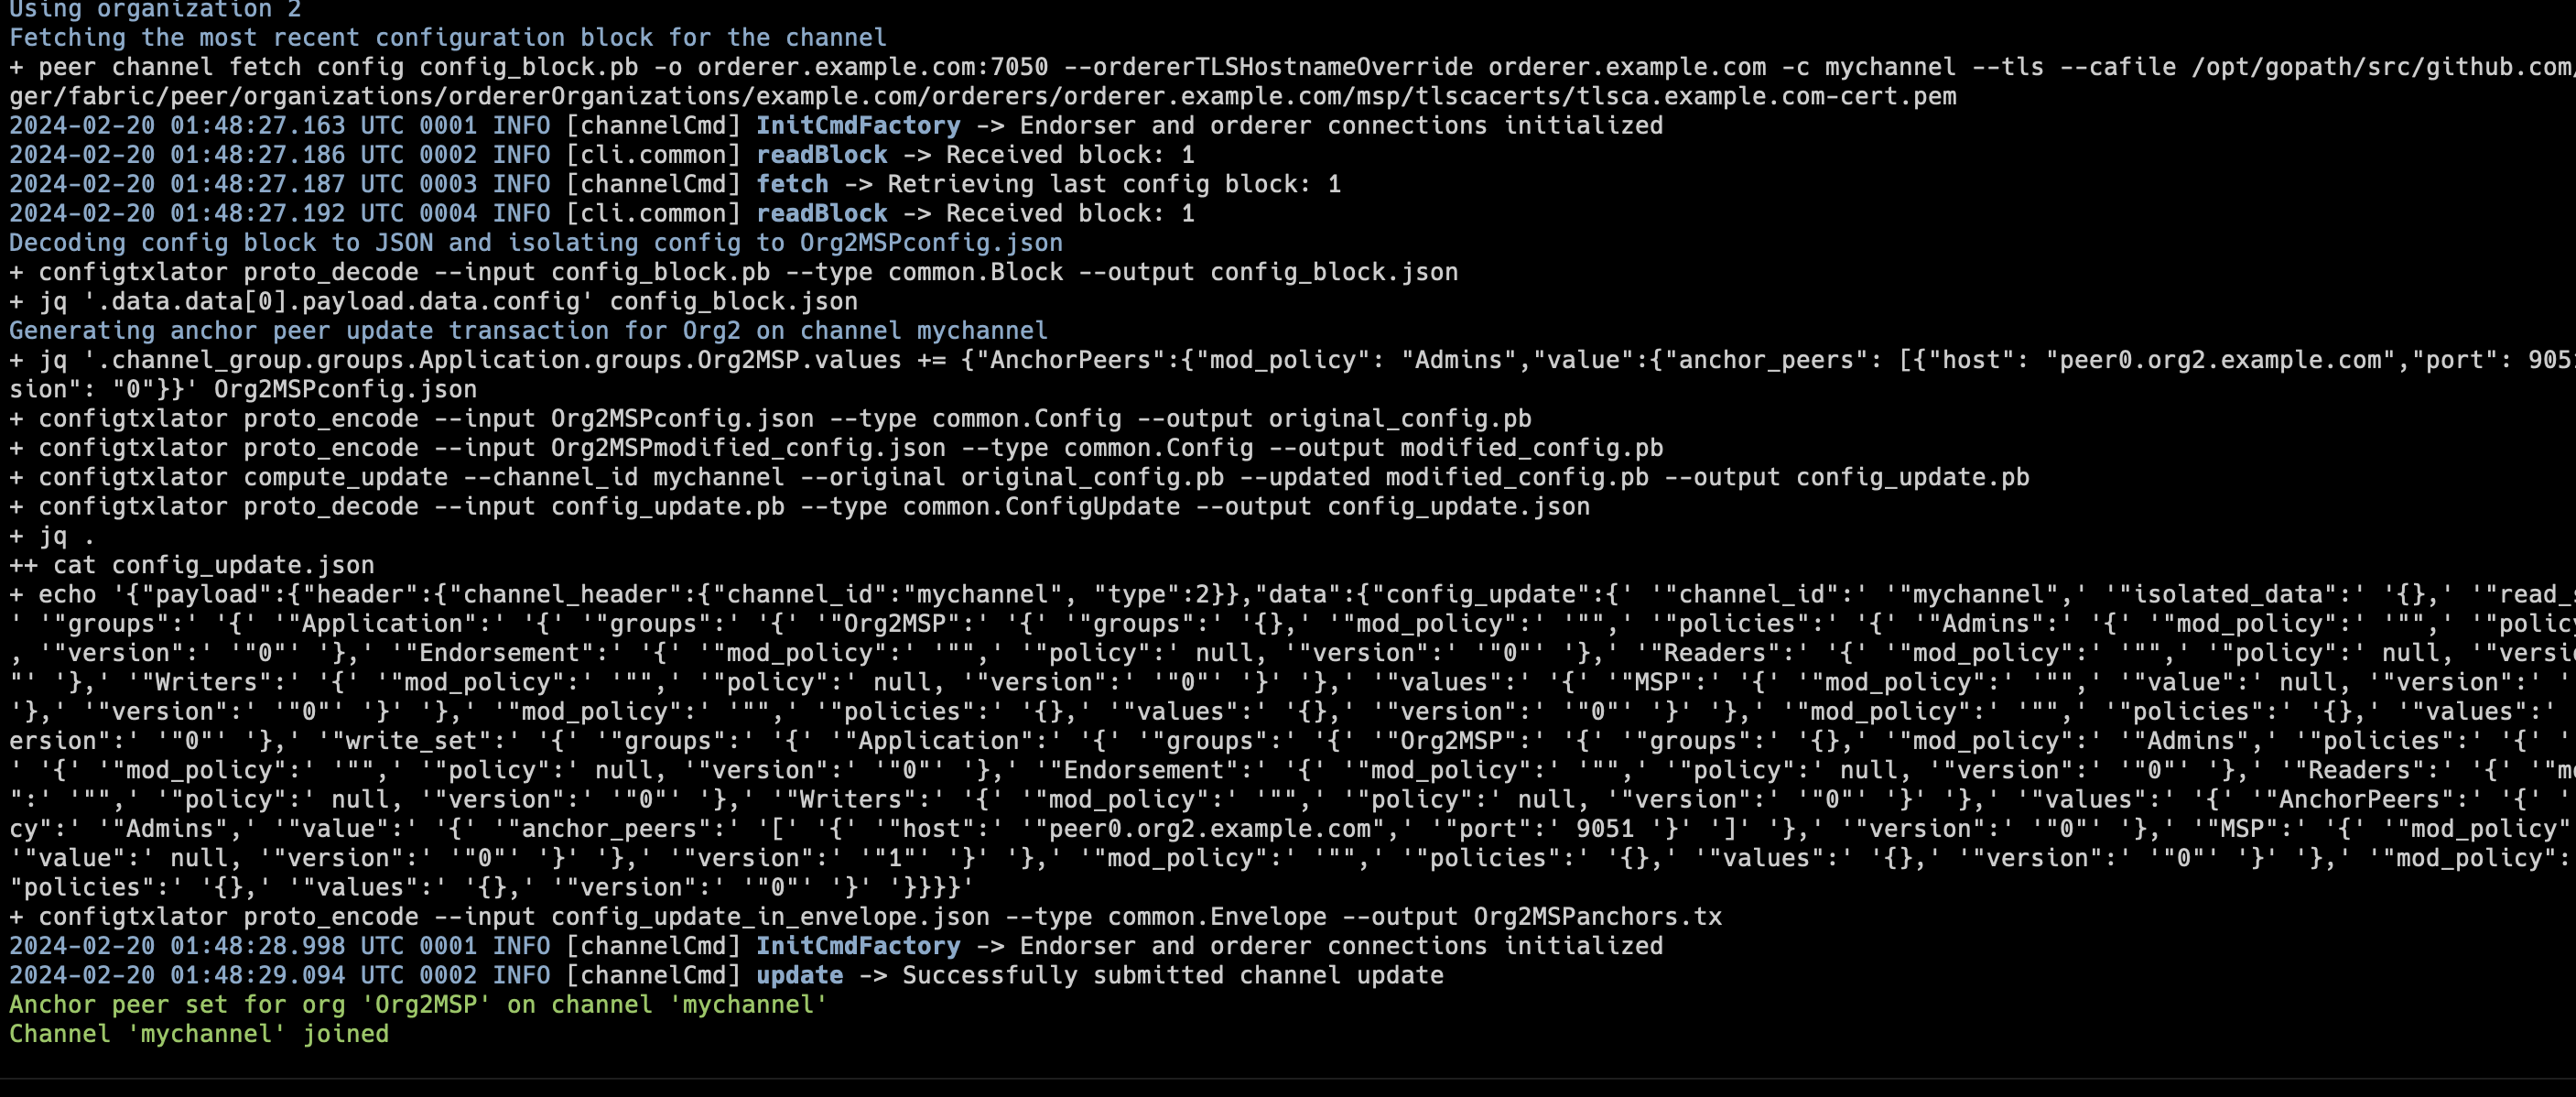 Using organization 2
Fetching the most recent configuration block for the channel
+ peer channel fetch config config_block.pb -o orderer.example.com:7050 --ordererTLSHostnameOverride orderer.example.com -c mychannel --tls --cafile /opt/gopath/src/github.com/
ger/fabric/peer/organizations/ordererOrganizations/example.com/orderers/orderer.example.com/msp/tlscacerts/tlsca.example.com-cert.pem
2024-02-20 01:48:27.163 UTC 0001 INFO [channelCmd] InitCmdFactory -> Endorser and orderer connections initialized
2024-02-20 01:48:27.186 UTC 0002 INFO [cli.common] readBlock -> Received block: 1
2024-02-20 01:48:27.187 UTC 0003 INFO [channelCmd] fetch -> Retrieving last config block: 1
2024-02-20 01:48:27.192 UTC 0004 INFO [cli.common] readBlock -> Received block: 1
Decoding config block to JSON and isolating config to Org2MSPconfig.json
+ configtxlator proto_decode --input config_block.pb --type common.Block --output config_block.json
+ jq '.data.data[0].payload.data.config' config_block.json
Generating anchor peer update transaction for Org2 on channel mychannel
+ jq '.channel_group.groups.Application.groups.Org2MSP.values += {"AnchorPeers":{"mod_policy": "Admins","value":{"anchor_peers": [{"host": "peer0.org2.example.com","port": 905
sion": "0"}}' Org2MSPconfig.json
+ configtxlator proto_encode --input Org2MSPconfig.json --type common.Config --output original_config.pb
+ configtxlator proto_encode --input Org2MSPmodified_config.json --type common.Config --output modified_config.pb
+ configtxlator compute_update --channel_id mychannel --original original_config.pb --updated modified_config.pb --output config_update.pb
+ configtxlator proto_decode --input config_update.pb --type common.ConfigUpdate --output config_update.json
+ jq .
++ cat config_update.json
+ echo '{"payload":{"header":{"channel_header":{"channel_id":"mychannel", "type":2}},"data":{"config_update":{' '"channel_id":' '"mychannel",' '"isolated_data":' '{},' '"read_s
' '"groups":' '{' '"Application":' '{' '"groups":' '{' '"Org2MSP":' '{' '"groups":' '{},' '"mod_policy":' '"",' '"policies":' '{' '"Admins":' '{' '"mod_policy":' '"",' '"policy
, '"version":' '"0"' '},' '"Endorsement":' '{' '"mod_policy":' '"",' '"policy":' null, '"version":' '"0"' '},' '"Readers":' '{' '"mod_policy":' '"",' '"policy":' null, '"versi
"' '},' '"Writers":' '{' '"mod_policy":' '"",' '"policy":' null, '"version":' '"0"' '}' '},' '"values":' '{' '"MSP":' '{' '"mod_policy":' '"",' '"value":' null, '"version":' '
'},' '"version":' '"0"' '}' '},' '"mod_policy":' '"",' '"policies":' '{},' '"values":' '{},' '"version":' '"0"' '}' '},' '"mod_policy":' '"",' '"policies":' '{},' '"values":'
ersion":' '"0"' '},' '"write_set":' '{' '"groups":' '{' '"Application":' '{' '"groups":' '{' '"Org2MSP":' '{' '"groups":' '{},' '"mod_policy":' '"Admins",' '"policies":' '{' '
' '{' '"mod_policy":' '"",' '"policy":' null, '"version":' '"0"' '},' '"Endorsement":' '{' '"mod_policy":' '"",' '"policy":' null, '"version":' '"0"' '},' '"Readers":' '{' '"m
":' '"",' '"policy":' null, '"version":' '"0"' '},' '"Writers":' '{' '"mod_policy":' '"",' '"policy":' null, '"version":' '"0"' '}' '},' '"values":' '{' '"AnchorPeers":' '{' '
cy":' '"Admins",' '"value":' '{' '"anchor_peers":' '[' '{' '"host":' '"peer0.org2.example.com",' '"port":' 9051 '}' ']' '},' '"version":' '"0"' '},' '"MSP":' '{' '"mod_policy"
'"value":' null, '"version":' '"0"' '}' '},' '"version":' '"1"' '}' '},' '"mod_policy":' '"",' '"policies":' '{},' '"values":' '{},' '"version":' '"0"' '}' '},' '"mod_policy":
"policies":' '{},' '"values":' '{},' '"version":' '"0"' '}' '}}}}'
+ configtxlator proto_encode --input config_update_in_envelope.json --type common.Envelope --output Org2MSPanchors.tx
2024-02-20 01:48:28.998 UTC 0001 INFO [channelCmd] InitCmdFactory -> Endorser and orderer connections initialized
2024-02-20 01:48:29.094 UTC 0002 INFO [channelCmd] update -> Successfully submitted channel update
Anchor peer set for org 'Org2MSP' on channel 'mychannel'
Channel 'mychannel' joined